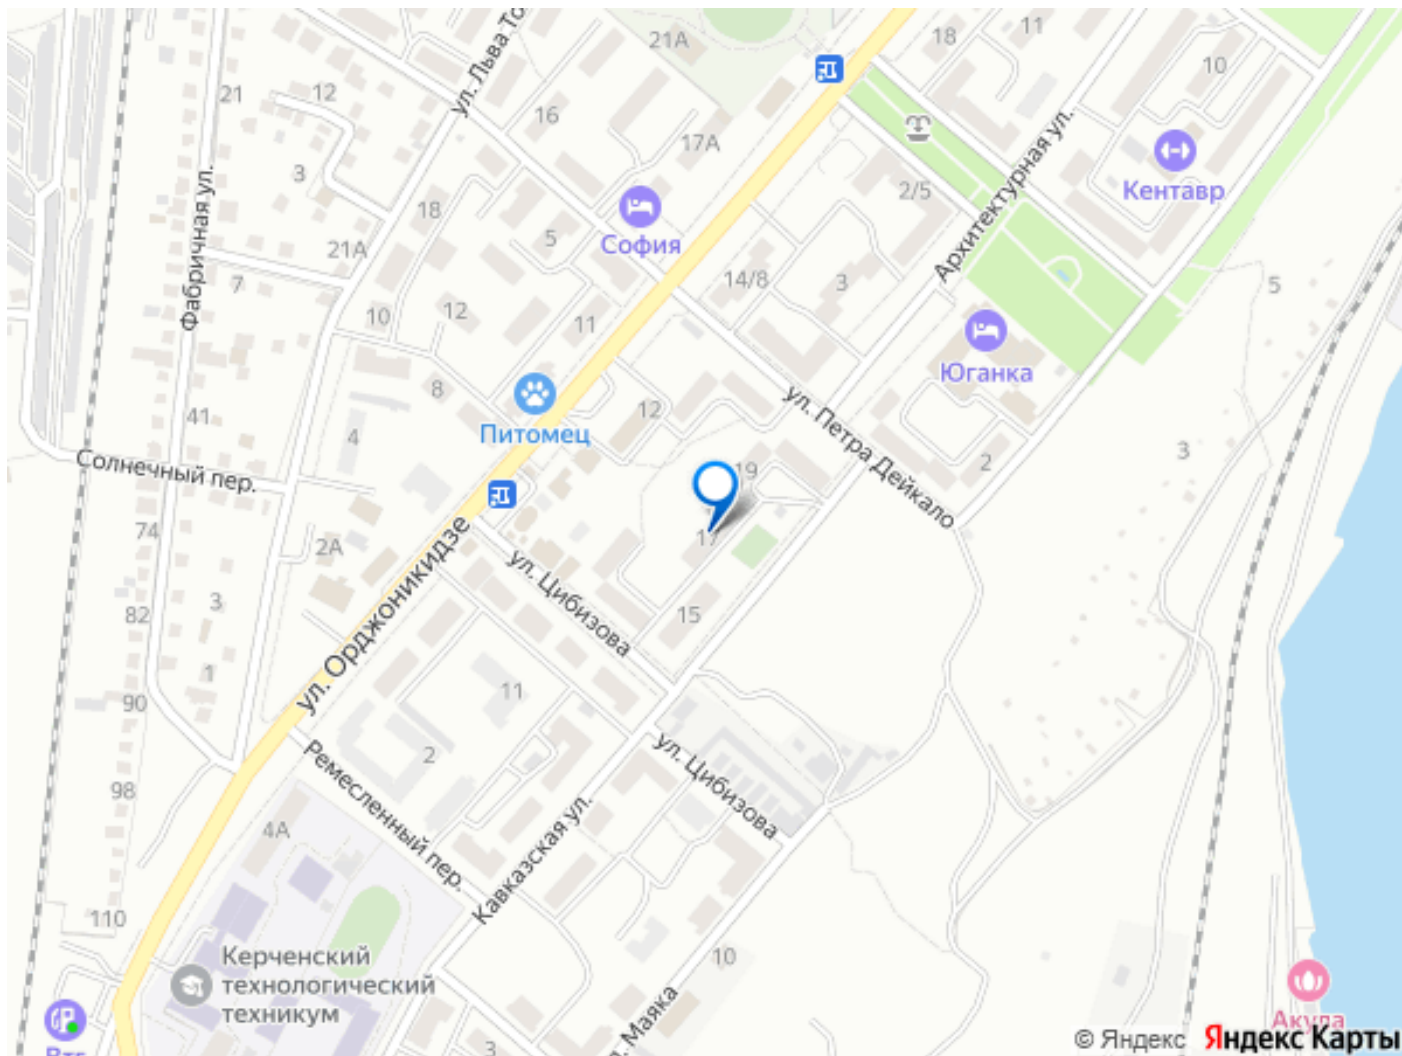 21А
18
11
10
ул. Льва То
21
12
16
17А
Архитектурная ул.
Кентавр
3
2/5
Фабричная ул.
18
5
София
21А
7
14/8
3
5
10
12
11
Юганка
8
ул. Петра Дейкало
41
12
Питомец
4
3
Солнечный пер.
19
2
74
17
2А
ул. Орджоникидзе
ул. Цибизова
3
82
15
1
11
90
2
ул. Цибизова
98
Ремесленный пер.
4А
Кавказская ул.
110
Керченский
технологический
техникум
10
ул. Маяка
Акула
3
© Яндекс Яндекс Карты